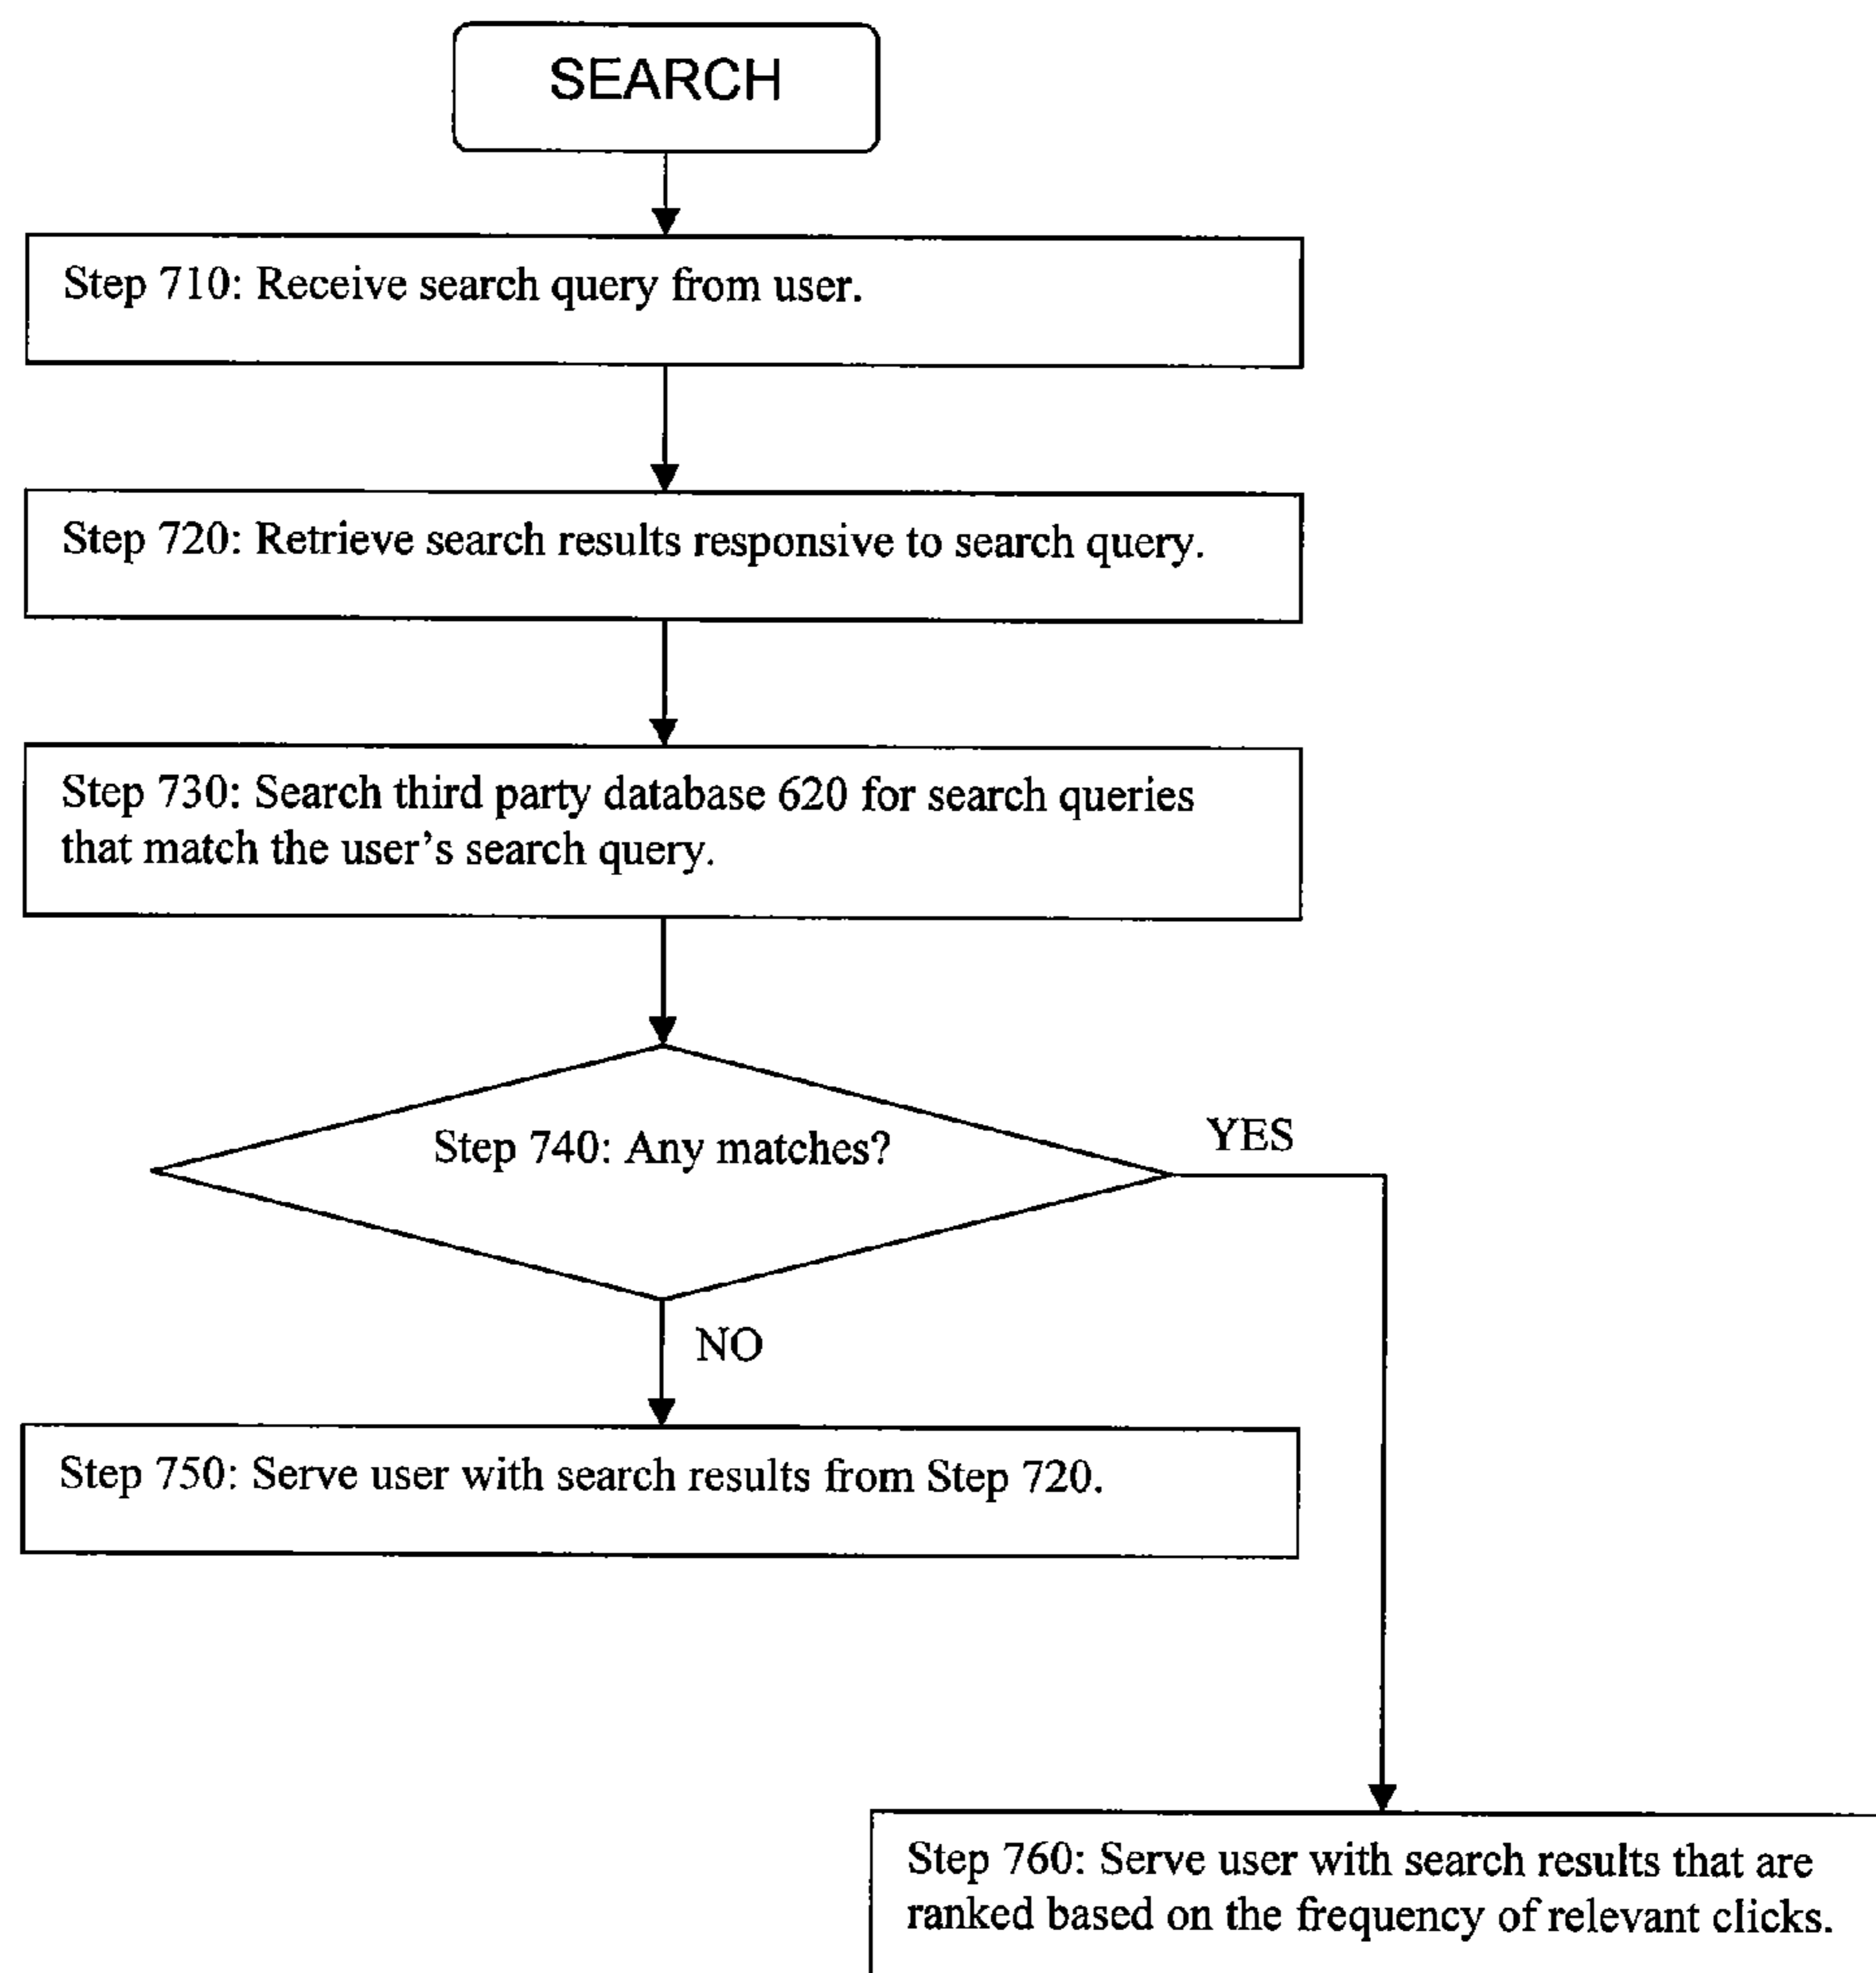 SEARCH
Step 710: Receive search query from user.
Step 720: Retrieve search results responsive to search query.
Step 730: Search third party database 620 for search queries
that match the user's search query.
Step 740: Any matches?
YES
NO
Step 750: Serve user with search results from Step 720.
Step 760: Serve user with search results that are
ranked based on the frequency of relevant clicks.